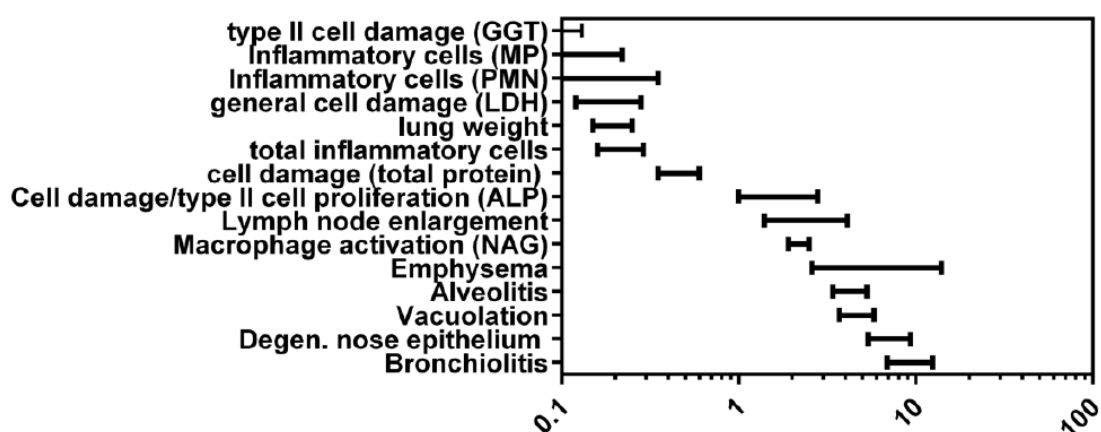 type II cell damage (GGT)
Inflammatory cells (MP)
Inflammatory cells (PMN)
general cell damage (LDH)
lung weight
total inflammatory cells
cell damage (total protein)
Cell damage/type II cell proliferation (ALP)
Lymph node enlargement
Macrophage activation (NAG)
Emphysema
Alveolitis
Vacuolation
Degen. nose epithelium
Bronchiolitis
0.1 1 10 100